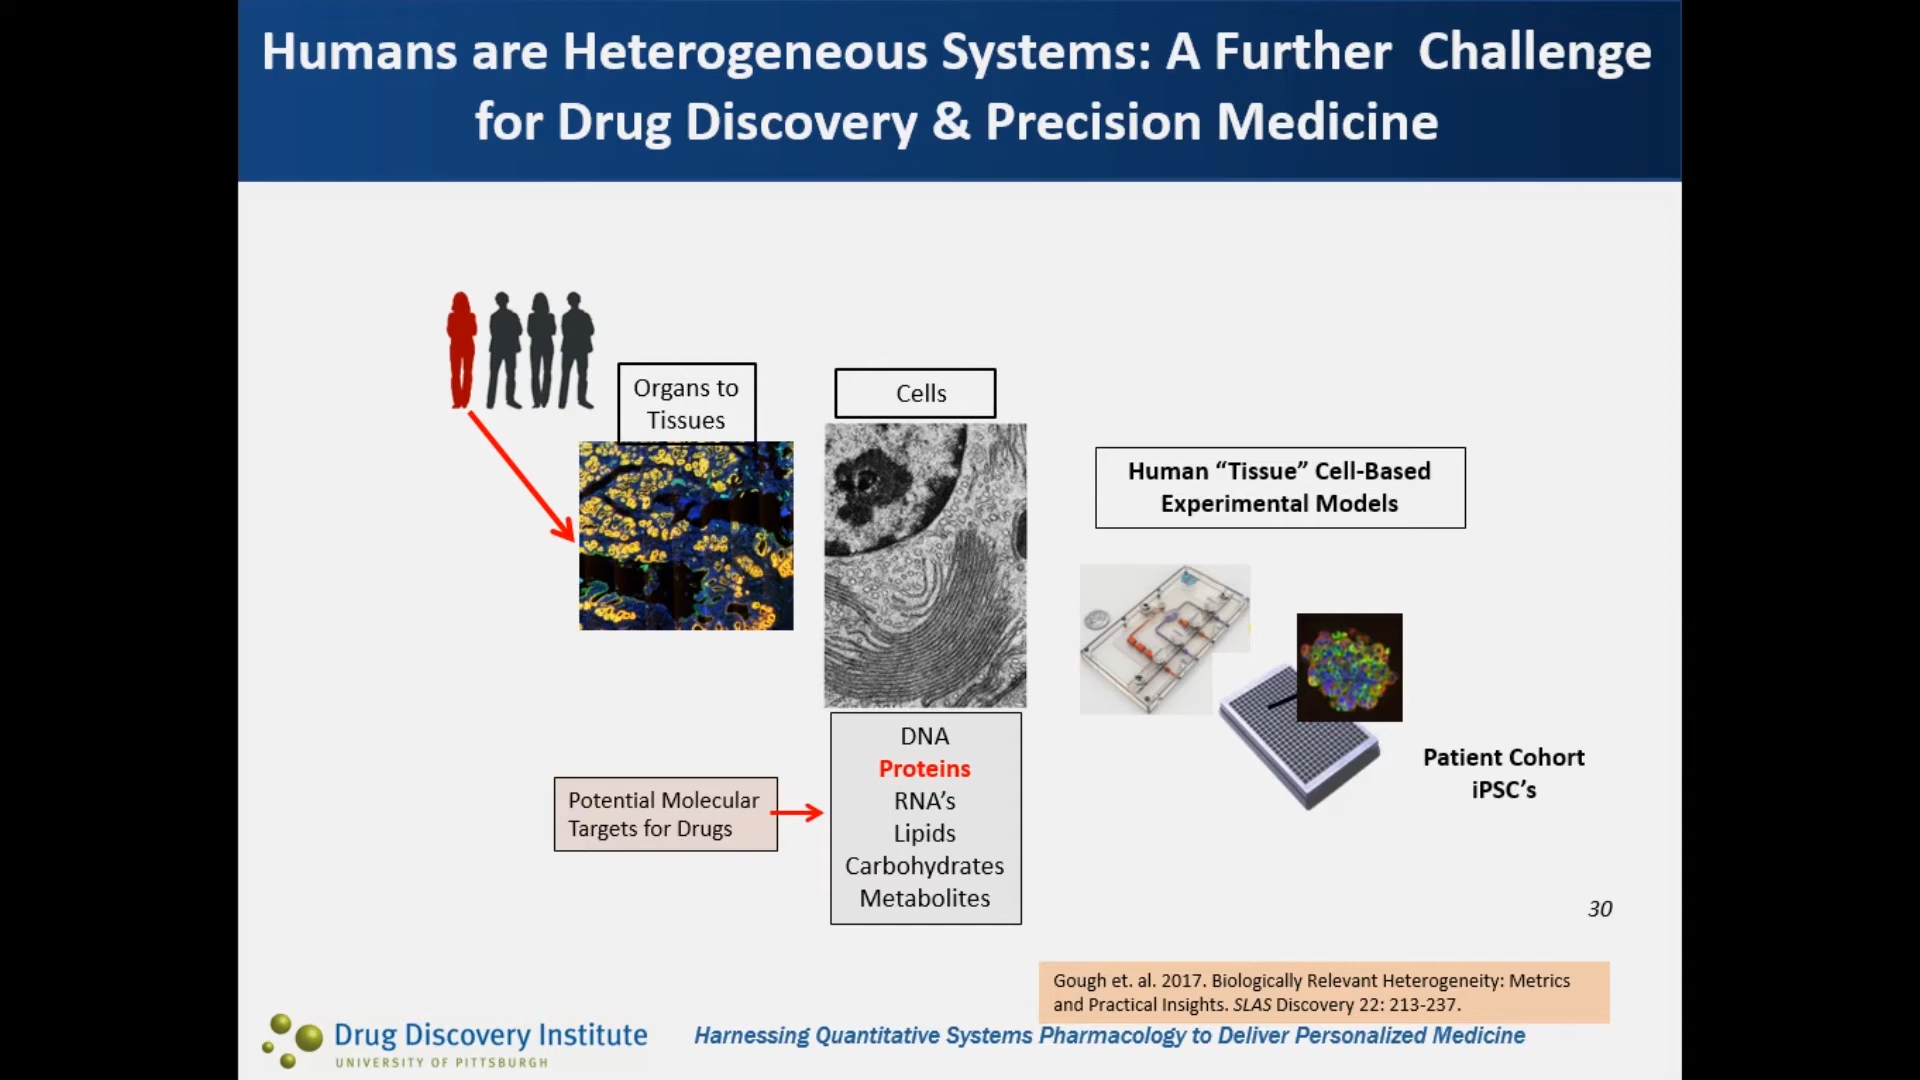 Humans are Heterogeneous Systems: A Further Challenge
for Drug Discovery & Precision Medicine
Organs to
Tissues
Cells
Human “Tissue” Cell-Based
Experimental Models
DNA
Proteins
RNA’s
Lipids
Carbohydrates
Metabolites
Potential Molecular
Targets for Drugs
Patient Cohort
iPSC’s
30
Gough et. al. 2017. Biologically Relevant Heterogeneity: Metrics
and Practical Insights. SLAS Discovery 22: 213-237.
Drug Discovery Institute
UNIVERSITY OF PITTSBURGH
Harnessing Quantitative Systems Pharmacology to Deliver Personalized Medicine